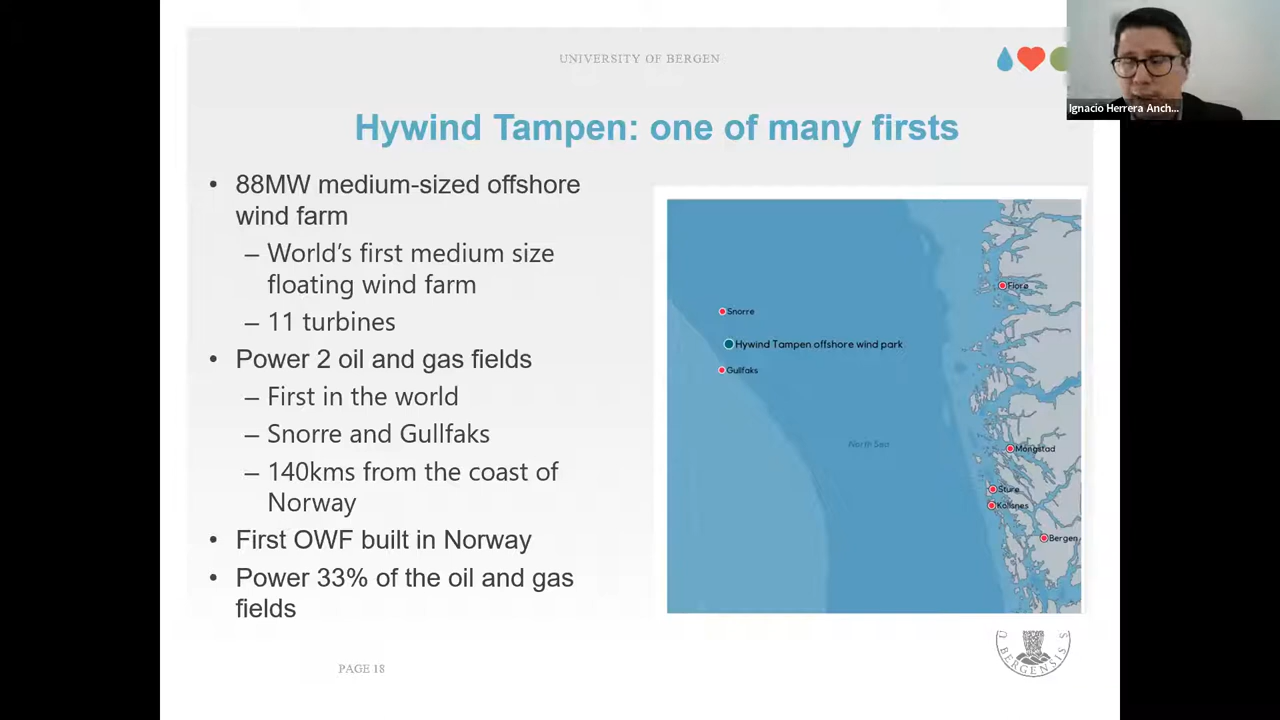 UNIVERSITY OF BERGEN
Ignacio Herrera Anch...
Hywind Tampen: one of many firsts
• 88MW medium-sized offshore
wind farm
– World's first medium size
floating wind farm
– 11 turbines
• Power 2 oil and gas fields
– First in the world
– Snorre and Gullfaks
– 140kms from the coast of
Norway
• First OWF built in Norway
• Power 33% of the oil and gas
fields
Florø
Snorre
Hywind Tampen offshore wind park
Gullfaks
North Sea
Mongstad
Sture
Kollsnes
Bergen
BERGENSIS
PAGE 18